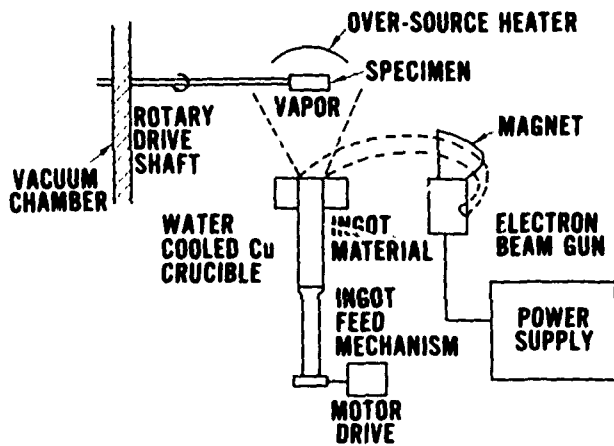 OVER-SOURCE HEATER
SPECIMEN
VAPOR
ROTARY
DRIVE
SHAFT
MAGNET
VACUUM
CHAMBER
WATER
COOLED Cu
CRUCIBLE
INGOT
MATERIAL
ELECTRON
BEAM GUN
INGOT
FEED
MECHANISM
POWER
SUPPLY
MOTOR
DRIVE